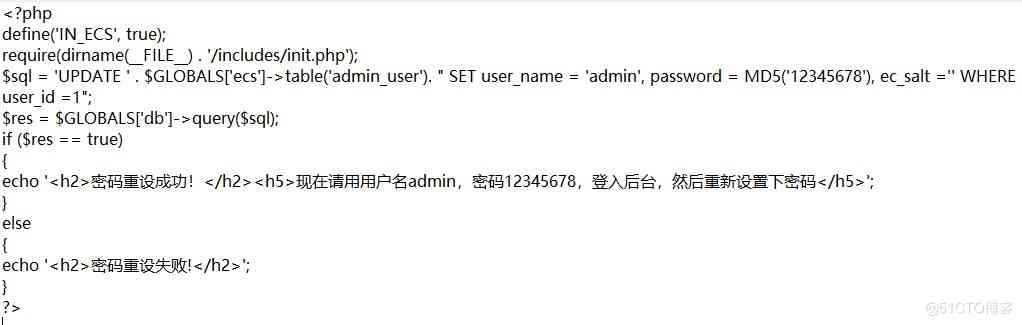 <?php
define('IN_ECS', true);
require(dirname(__FILE__) . '/includes/init.php');
$sql = 'UPDATE ' . $GLOBALS['ecs']->table('admin_user'). " SET user_name = 'admin', password = MD5('12345678'), ec_salt ='' WHERE
user_id =1";
$res = $GLOBALS['db']->query($sql);
if ($res == true)
{
echo '<h2>密码重设成功！</h2><h5>现在请用用户名admin，密码12345678，登入后台，然后重新设置下密码</h5>';
}
else
{
echo '<h2>密码重设失败!</h2>';
}
?>
@51CTO博客